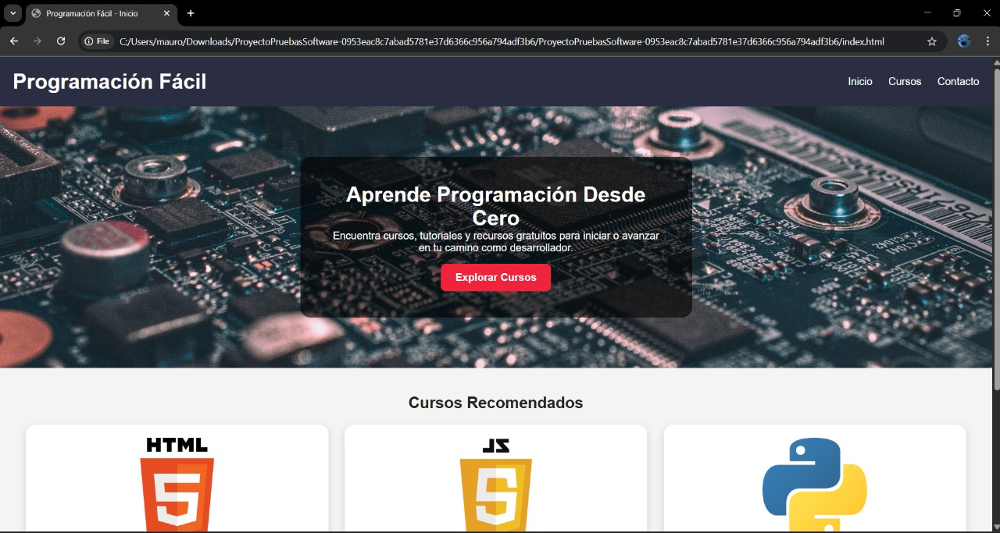 Programación Fácil - Inicio
File
C:/Users/mauro/Downloads/ProyectoPruebasSoftware-0953eac8c7abad5781e37d6366c956a794adf3b6/ProyectoPruebasSoftware-0953eac8c7abad5781e37d6366c956a794adf3b6/index.html
Programación Fácil
Inicio
Cursos
Contacto
Aprende Programación Desde
Cero
Encuentra cursos, tutoriales y recursos gratuitos para iniciar o avanzar
en tu camino como desarrollador.
Explorar Cursos
Cursos Recomendados
HTML
JS
5